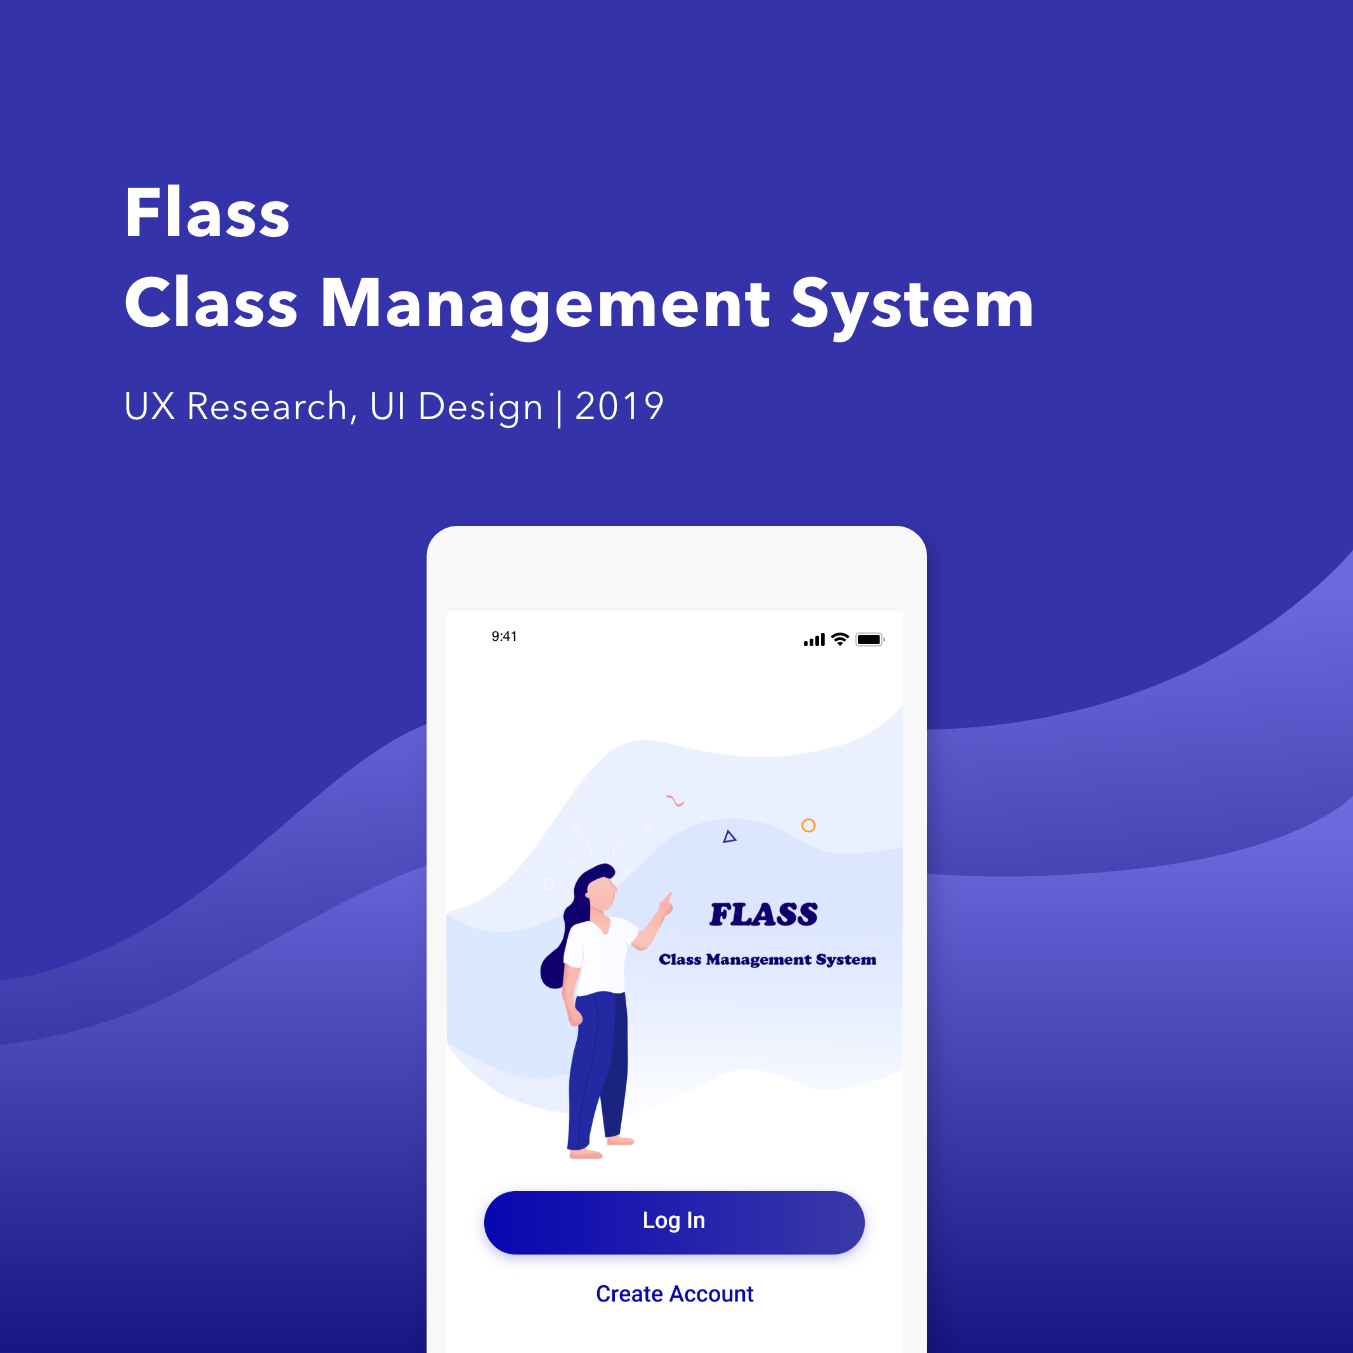 Flass
Class Management System
UX Research, UI Design | 2019
9:41
FLASS
Class Management System
Log In
Create Account